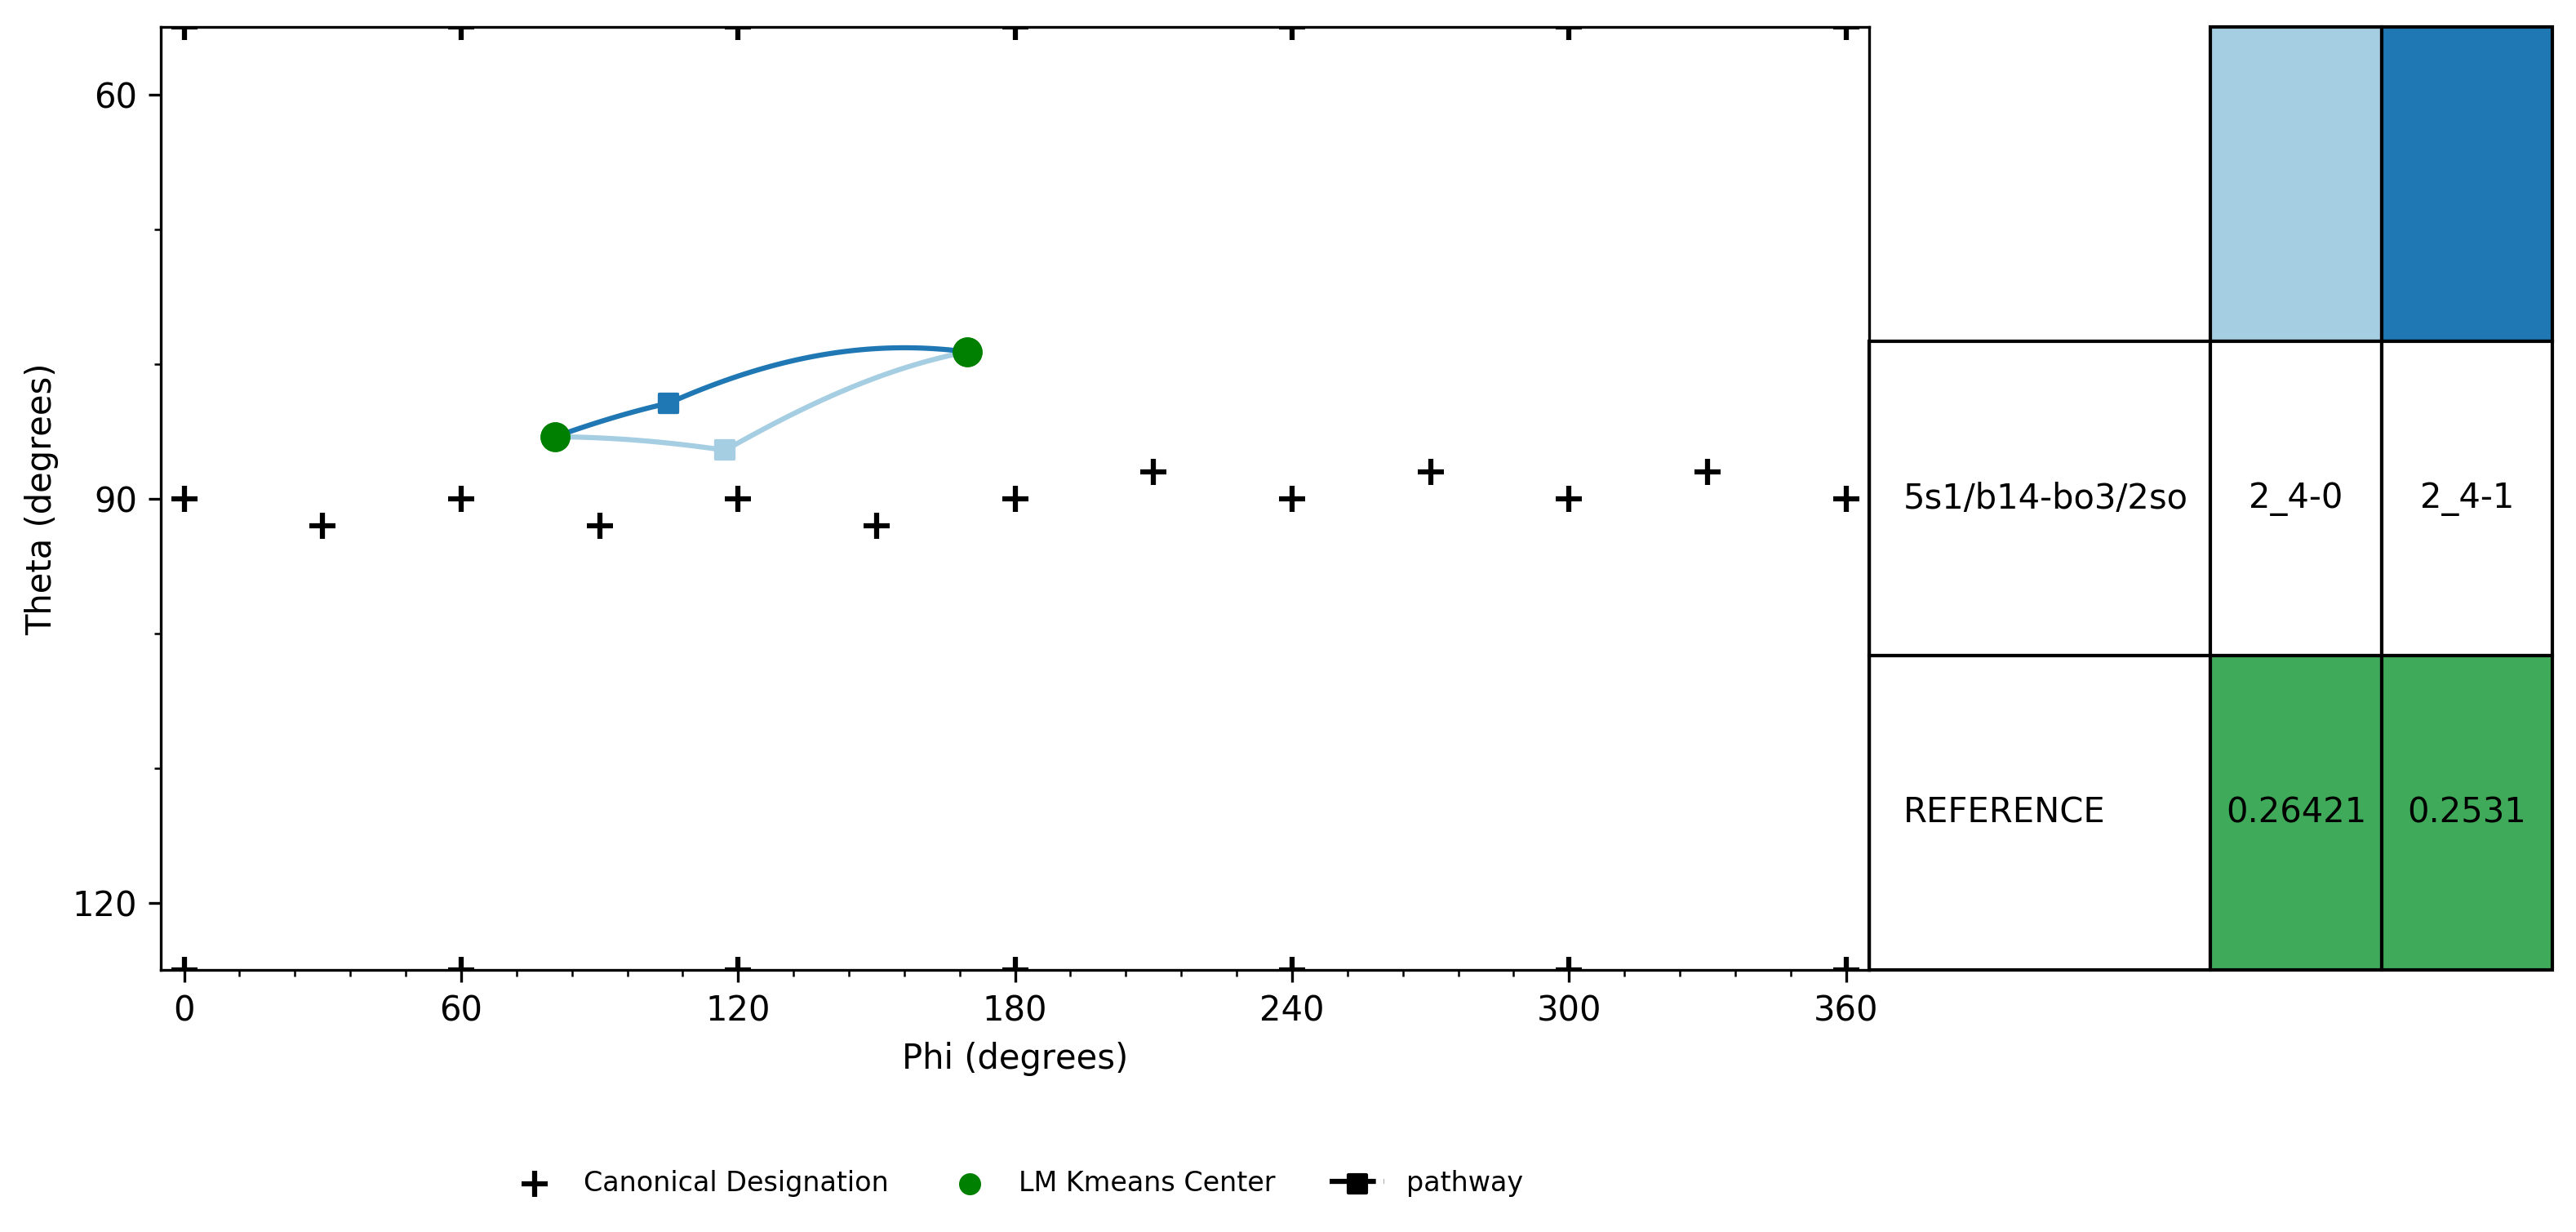 60
90
120
Theta (degrees)
0 60 120 180 240 300 360
Phi (degrees)
5s1/b14-bo3/2so 2_4-0 2_4-1
REFERENCE 0.26421 0.2531
Canonical Designation LM Kmeans Center pathway